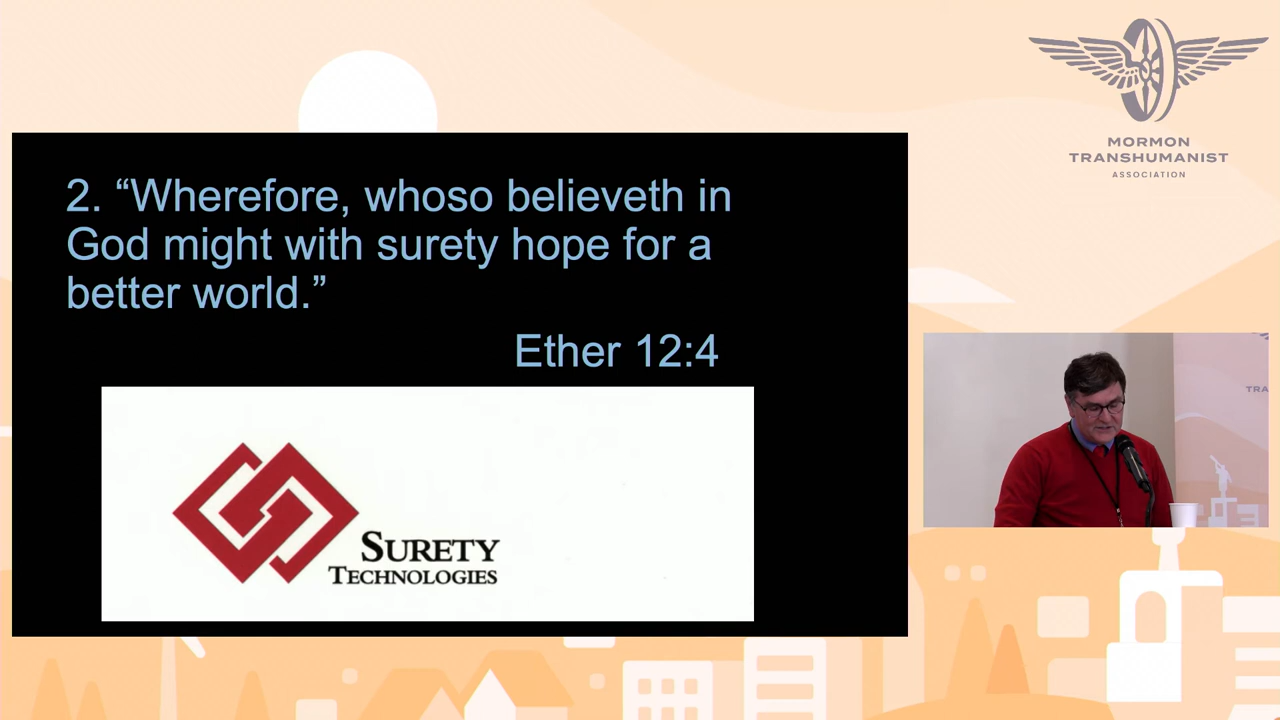 MORMON
TRANSHUMANIST
ASSOCIATION
2. “Wherefore, whoso believeth in
God might with surety hope for a
better world.”
Ether 12:4
SURETY
TECHNOLOGIES
TRA